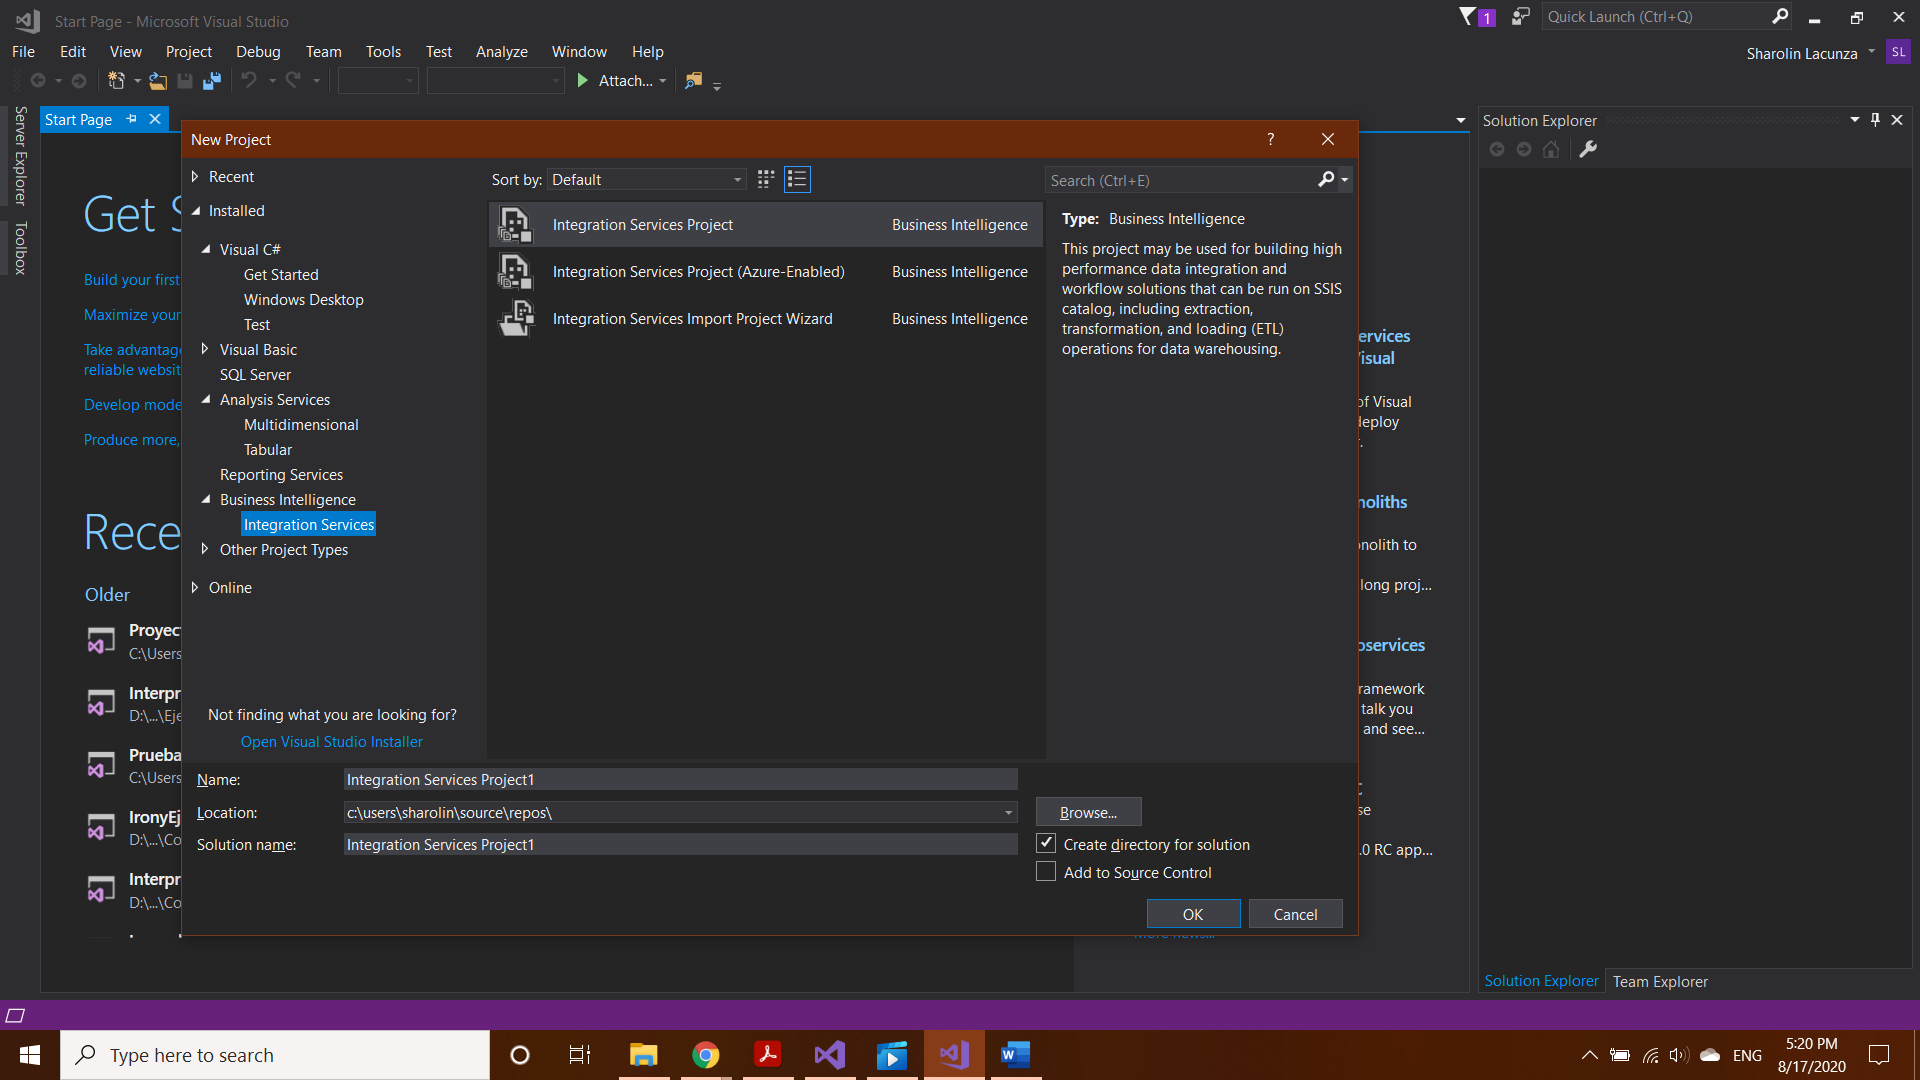 Start Page - Microsoft Visual Studio
1
Quick Launch (Ctrl+Q)
File Edit View Project Debug Team Tools Test Analyze Window Help
Sharolin Lacunza
SL
Attach...
Server Explorer
Toolbox
Start Page
Get S
Build your first
Maximize your
Take advantag
reliable websit
Develop mode
Produce more,
Rece
Older
Proyec
C:\Users
Interpr
D:\...\Eje
Prueba
C:\Users
IronyEj
D:\...\Co
Interpr
D:\...\Co
New Project
?
Recent
Installed
Visual C#
Get Started
Windows Desktop
Test
Visual Basic
SQL Server
Analysis Services
Multidimensional
Tabular
Reporting Services
Business Intelligence
Integration Services
Other Project Types
Online
Not finding what you are looking for?
Open Visual Studio Installer
Sort by: Default
Integration Services Project Business Intelligence
Integration Services Project (Azure-Enabled) Business Intelligence
Integration Services Import Project Wizard Business Intelligence
Search (Ctrl+E)
Type: Business Intelligence
This project may be used for building high
performance data integration and
workflow solutions that can be run on SSIS
catalog, including extraction,
transformation, and loading (ETL)
operations for data warehousing.
Name: Integration Services Project1
Location: c:\users\sharolin\source\repos\
Browse...
Solution name: Integration Services Project1
Create directory for solution
Add to Source Control
OK Cancel
ervices
isual
of Visual
deploy
noliths
onolith to
long proj...
oservices
ramework
talk you
and see...
se
.0 RC app...
Solution Explorer
Solution Explorer Team Explorer
Type here to search
ENG
5:20 PM
8/17/2020